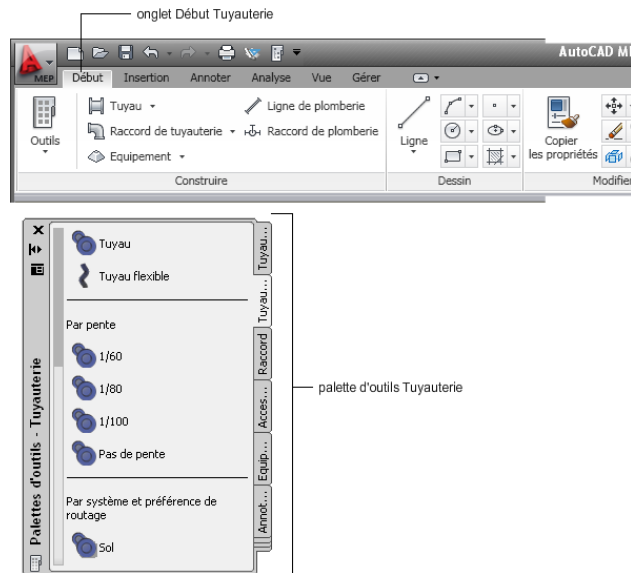 onglet Début Tuyauterie
AutoCAD M
MEP
Début Insertion Annoter Analyse Vue Gérer
Outils
Tuyau
Raccord de tuyauterie
Equipement
Ligne de plomberie
Raccord de plomberie
Construire
Ligne
Dessin
Copier
les propriétés
Modifier
Palettes d'outils - Tuyauterie
Tuyau
Tuyau flexible
Par pente
1/60
1/80
1/100
Pas de pente
Par système et préférence de
routage
Sol
Tuyau...
Tuyau...
Raccord
Acces...
Equip...
Annot...
palette d'outils Tuyauterie